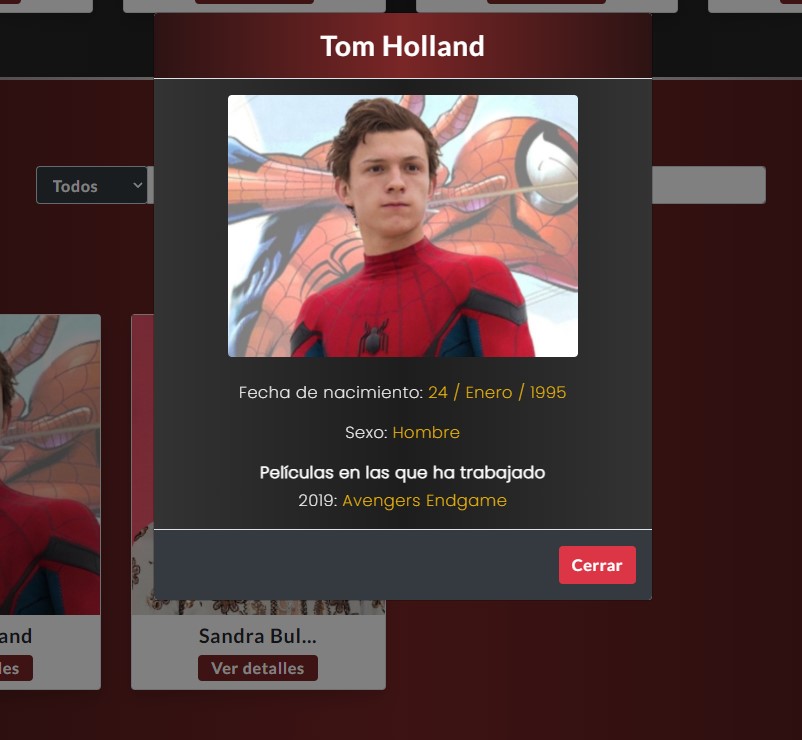 Tom Holland
Todos
Fecha de nacimiento: 24 / Enero / 1995
Sexo: Hombre
Películas en las que ha trabajado
2019: Avengers Endgame
Cerrar
and Sandra Bul...
les Ver detalles